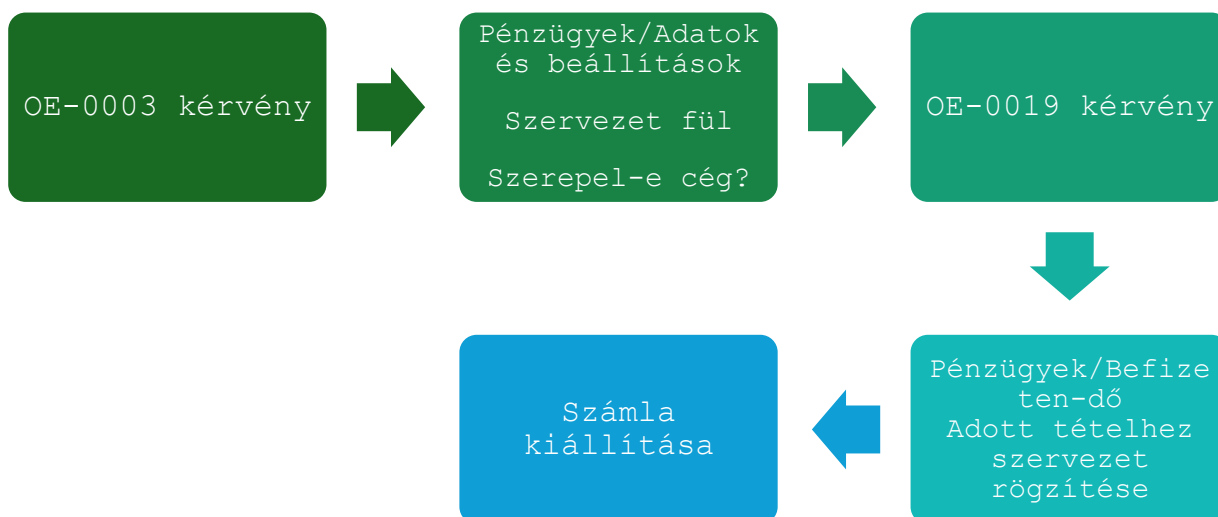 OE-0003 kérvény
Pénzügyek/Adatok
és beállítások
Szervezet fül
Szerepel-e cég?
OE-0019 kérvény
Pénzügyek/Befize
ten-dő
Adott tételhez
szervezet
rögzítése
Számla
kiállítása